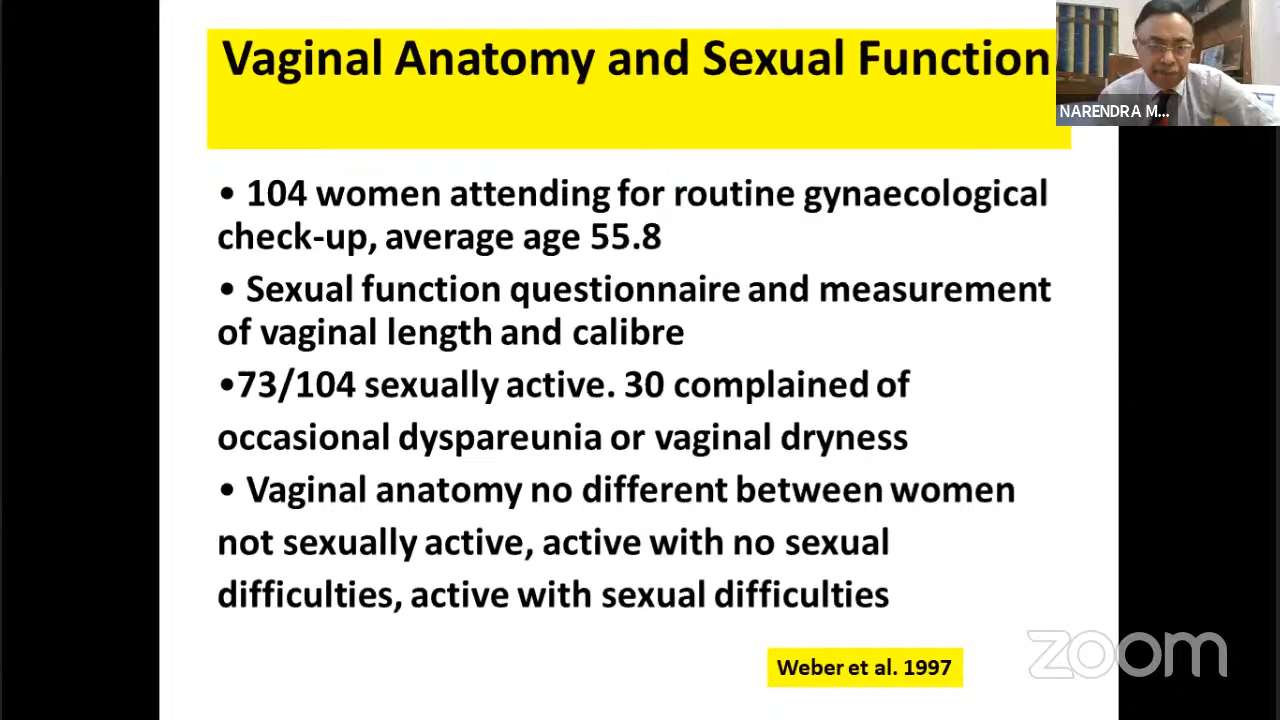 Vaginal Anatomy and Sexual Function
NARENDRA M...
• 104 women attending for routine gynaecological
check-up, average age 55.8
• Sexual function questionnaire and measurement
of vaginal length and calibre
•73/104 sexually active. 30 complained of
occasional dyspareunia or vaginal dryness
• Vaginal anatomy no different between women
not sexually active, active with no sexual
difficulties, active with sexual difficulties
Weber et al. 1997
zoom